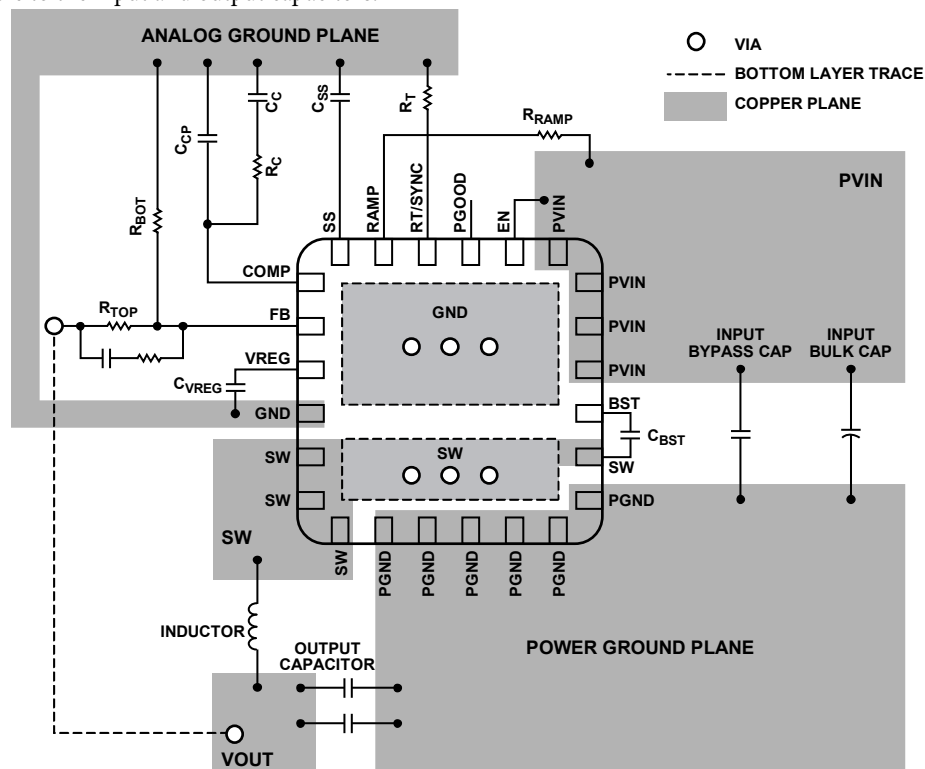 ANALOG GROUND PLANE
VIA
BOTTOM LAYER TRACE
COPPER PLANE
CC
CSS
RT
CCP
RC
RRAMP
PVIN
RBOT
SS
RAMP
RT/SYNC
PGOOD
EN
PVIN
COMP
PVIN
RTOP
FB
GND
PVIN
INPUT
BYPASS CAP
INPUT
BULK CAP
VREG
PVIN
CVREG
GND
BST
CBST
SW
SW
SW
SW
PGND
SW
SW
PGND
PGND
PGND
PGND
PGND
INDUCTOR
OUTPUT
CAPACITOR
POWER GROUND PLANE
VOUT